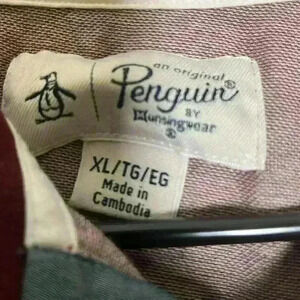 an original
Penguin®
BY
Munsingwear
®
XL/TG/EG
Made in
Cambodia